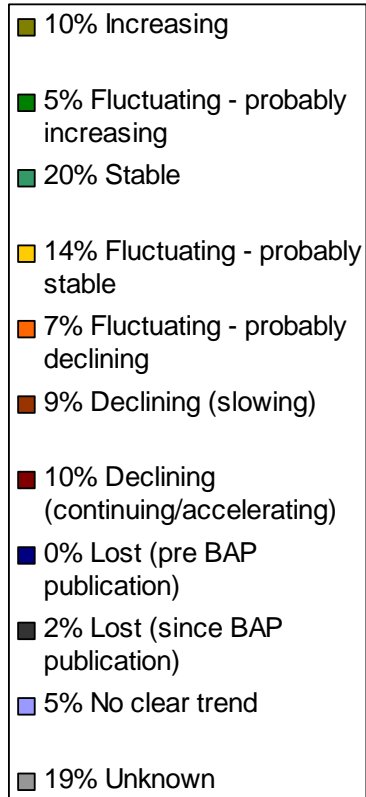 10% Increasing
5% Fluctuating - probably
increasing
20% Stable
14% Fluctuating - probably
stable
7% Fluctuating - probably
declining
9% Declining (slowing)
10% Declining
(continuing/accelerating)
0% Lost (pre BAP
publication)
2% Lost (since BAP
publication)
5% No clear trend
19% Unknown